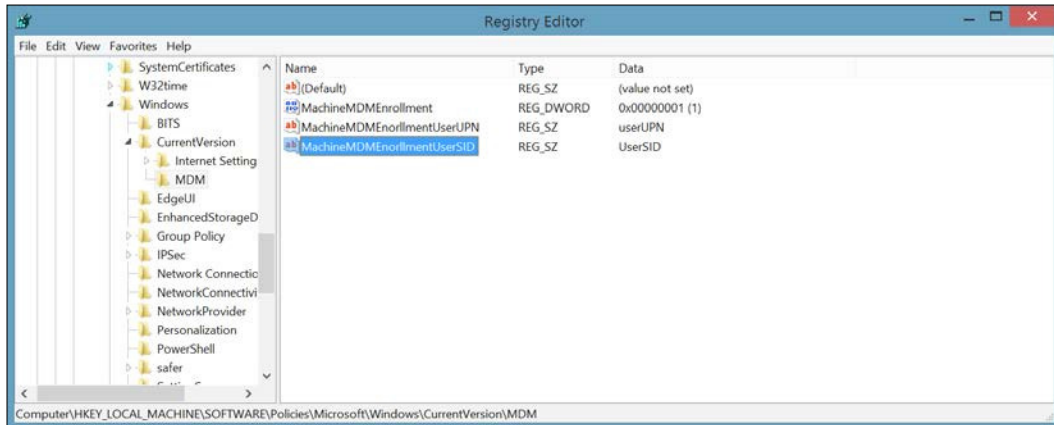 Registry Editor
File Edit View Favorites Help
SystemCertificates
W32time
Windows
BITS
CurrentVersion
Internet Setting
MDM
EdgeUI
EnhancedStorageD
Group Policy
IPSec
Network Connectic
NetworkConnectivi
NetworkProvider
Personalization
PowerShell
safer
Name Type Data
(Default) REG_SZ (value not set)
MachineMDMEnrollment REG_DWORD 0x00000001 (1)
MachineMDMEnorllmentUserUPN REG_SZ userUPN
MachineMDMEnorllmentUserSID REG_SZ UserSID
Computer\HKEY_LOCAL_MACHINE\SOFTWARE\Policies\Microsoft\Windows\CurrentVersion\MDM